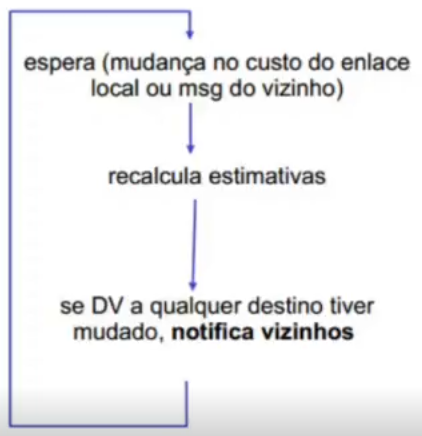 espera (mudança no custo do enlace
local ou msg do vizinho)
recalcula estimativas
se DV a qualquer destino tiver
mudado, notifica vizinhos